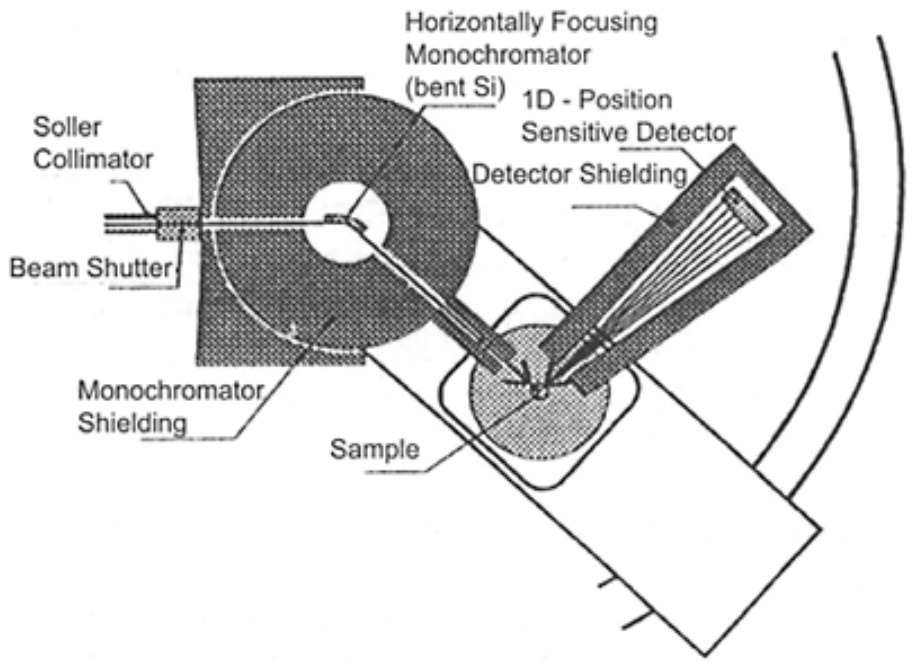 Horizontally Focusing
Monochromator
(bent Si)
1D - Position
Sensitive Detector
Detector Shielding
Soller
Collimator
Beam Shutter
Monochromator
Shielding
Sample